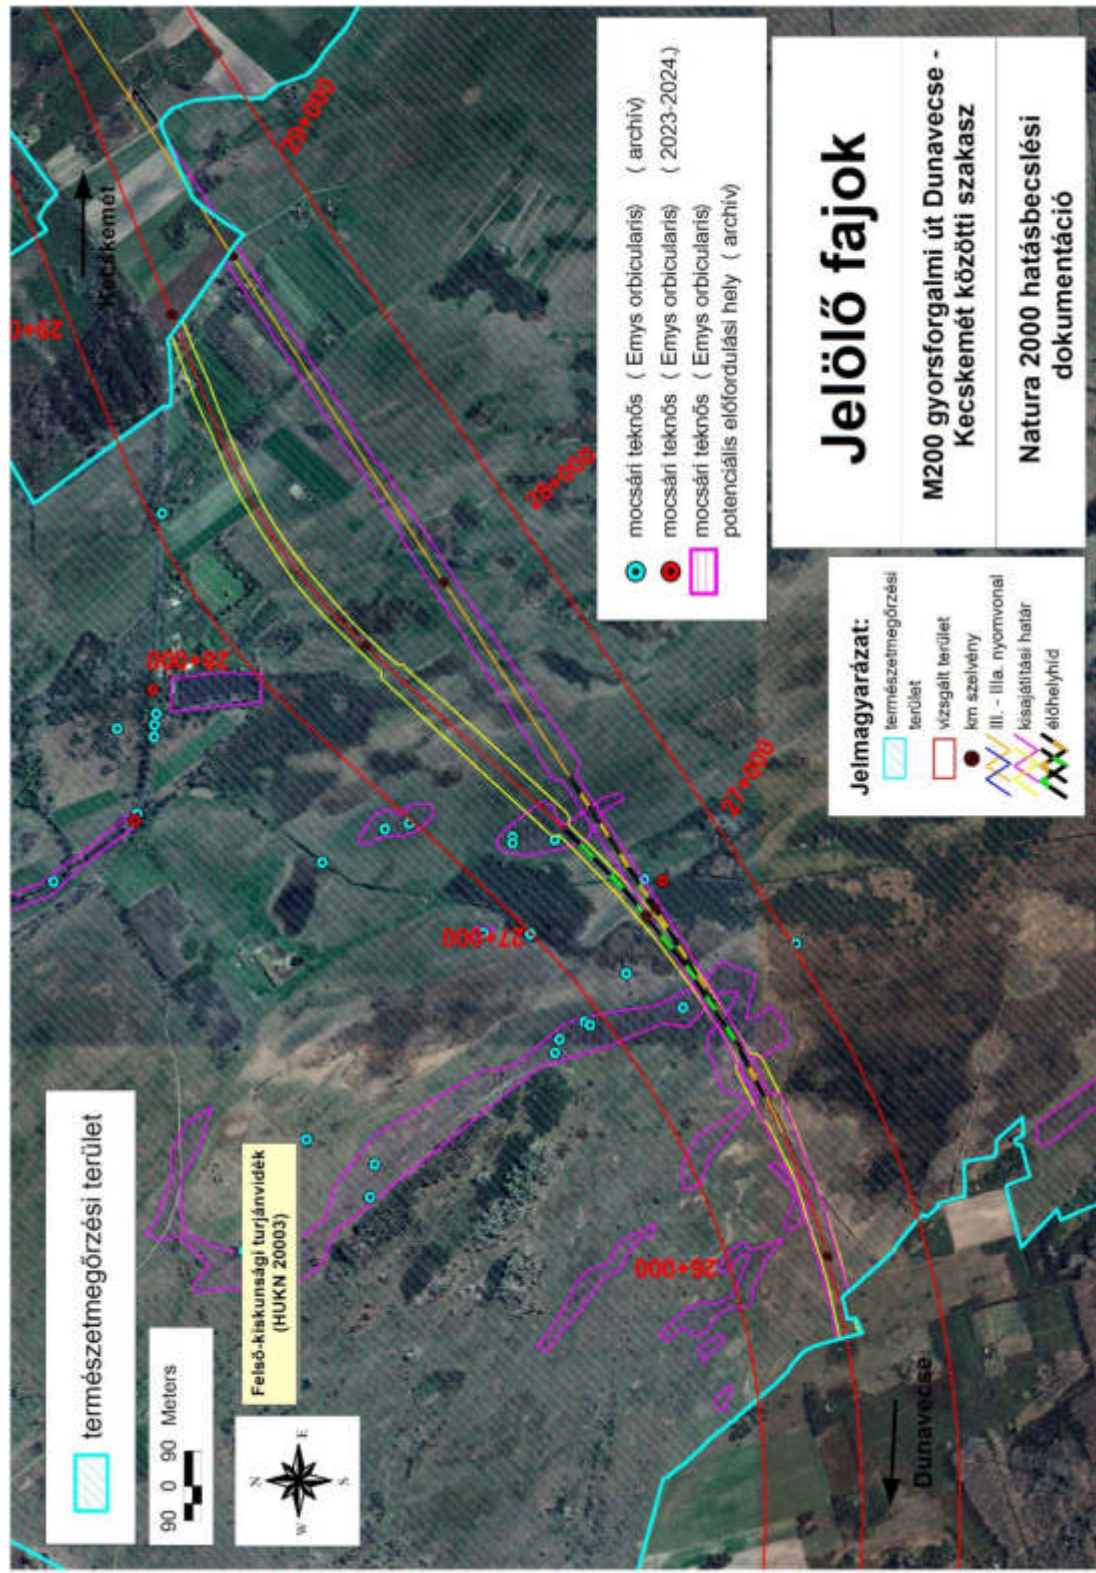 természetmegőrzési terület
90 0 90 Meters
N
W E
S
Felső-kiskunsági turjánvidék
(HUKN 20003)
Kecskemét
Dunavecse
29+0
28+000
27+000
26+000
29+000
28+000
27+000
mocsári teknős ( Emys orbicularis) ( archív)
mocsári teknős ( Emys orbicularis) ( 2023-2024.)
mocsári teknős ( Emys orbicularis)
potenciális előfordulási hely ( archív)
Jelmagyarázat:
természetmegőrzési
terület
vizsgált terület
km szelvény
III. - IIIa. nyomvonal
kisajátítási határ
élőhelyhíd
Jelölő fajok
M200 gyorsforgalmi út Dunavecse -
Kecskemét közötti szakasz
Natura 2000 hatásbecslési
dokumentáció